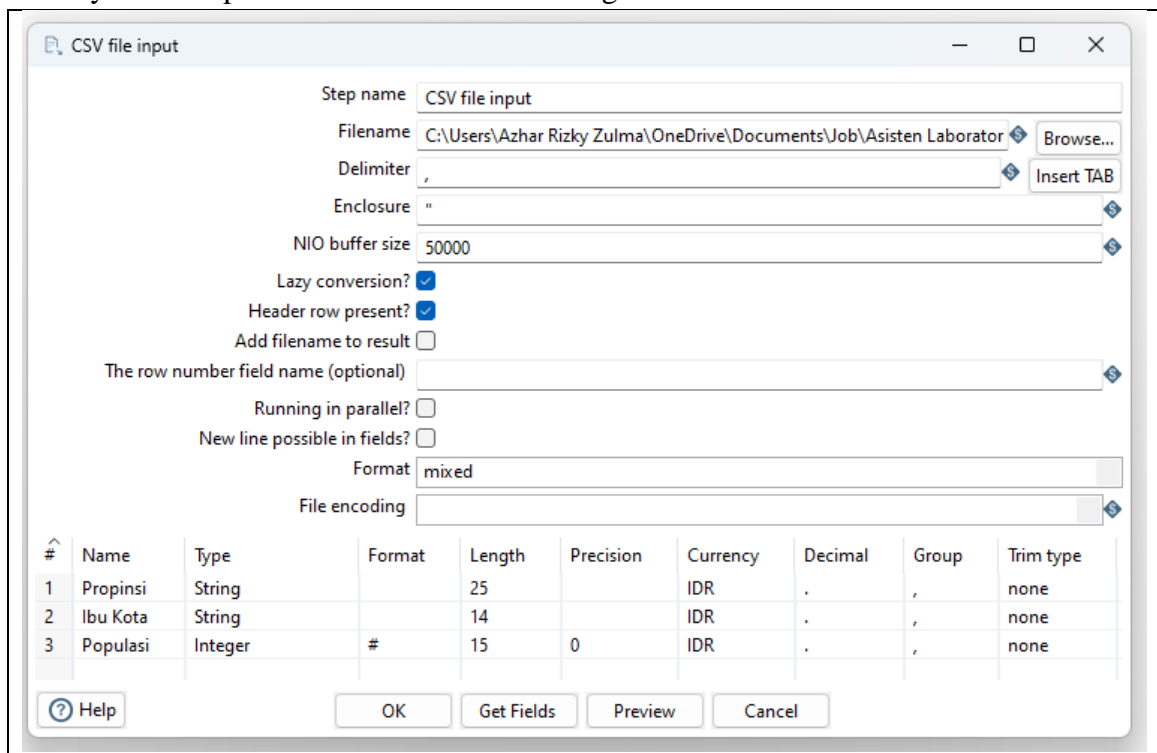 CSV file input
Step name CSV file input
Filename C:\Users\Azhar Rizky Zulma\OneDrive\Documents\Job\Asisten Laborator Browse...
Delimiter , Insert TAB
Enclosure "
NIO buffer size 50000
Lazy conversion?
Header row present?
Add filename to result
The row number field name (optional)
Running in parallel?
New line possible in fields?
Format mixed
File encoding
# Name Type Format Length Precision Currency Decimal Group Trim type
1 Propinsi String 25 IDR . , none
2 Ibu Kota String 14 IDR . , none
3 Populasi Integer # 15 0 IDR . , none
Help OK Get Fields Preview Cancel